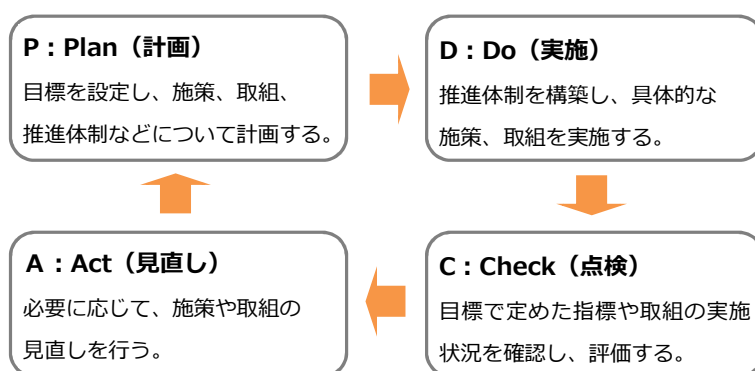 P：Plan（計画）
目標を設定し、施策、取組、
推進体制などについて計画する。
D：Do（実施）
推進体制を構築し、具体的な
施策、取組を実施する。
A：Act（見直し）
必要に応じて、施策や取組の
見直しを行う。
C：Check（点検）
目標で定めた指標や取組の実施
状況を確認し、評価する。